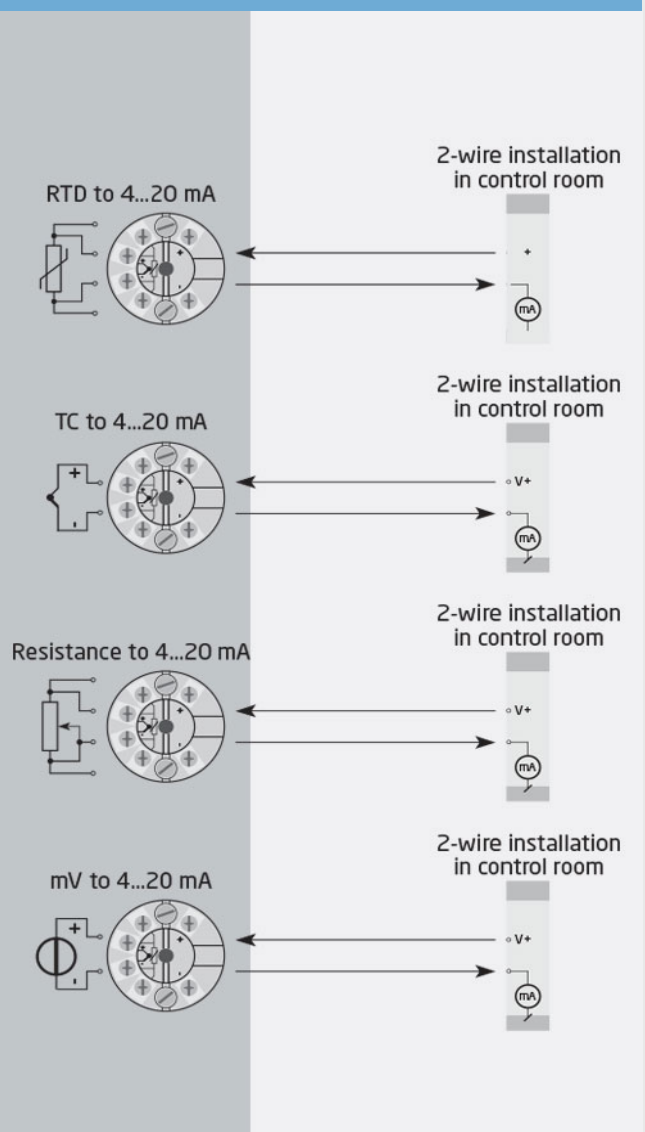 2-wire installation
in control room
RTD to 4...20 mA
+
-
+
mA
2-wire installation
in control room
TC to 4...20 mA
+
-
+
-
V+
mA
2-wire installation
in control room
Resistance to 4...20 mA
+
-
V+
mA
2-wire installation
in control room
mV to 4...20 mA
+
-
+
-
V+
mA